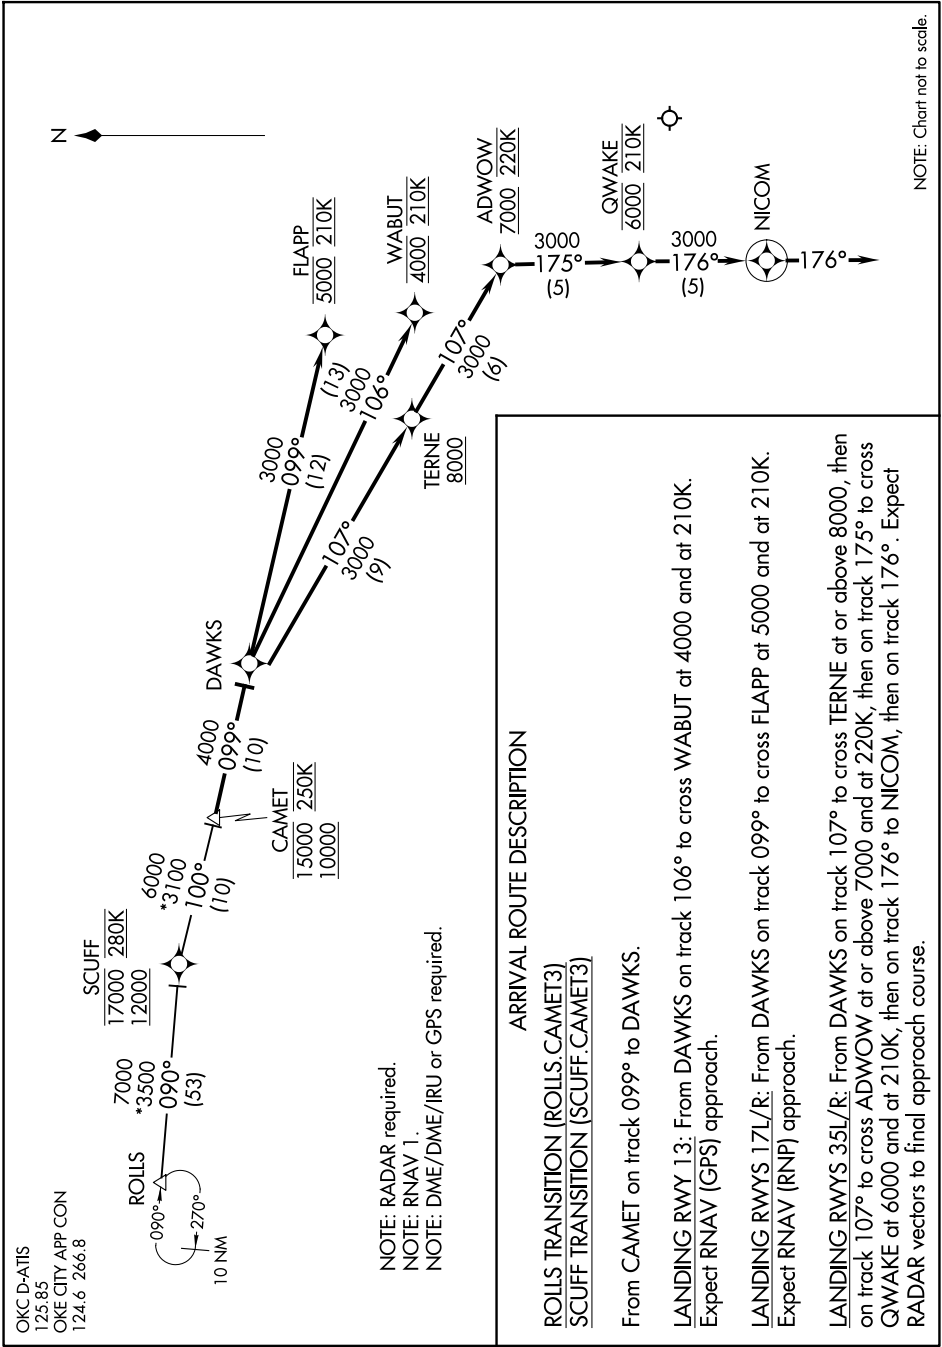 OKC D-ATIS
125.85
OKE CITY APP CON
124.6 266.8
N
ROLLS
090°
270°
10 NM
7000
*3500
090°
(53)
SCUFF
17000 280K
12000
6000
*3100
100°
(10)
CAMET
15000 250K
10000
4000
099°
(10)
DAWKS
3000
099°
(12)
FLAPP
5000 210K
(13)
3000
106°
WABUT
4000 210K
107°
3000
(9)
TERNE
8000
107°
3000
(6)
ADWOW
7000 220K
3000
175°
(5)
QWAKE
6000 210K
3000
176°
(5)
NICOM
176°
NOTE: RADAR required.
NOTE: RNAV 1.
NOTE: DME/DME/IRU or GPS required.
NOTE: Chart not to scale.
ARRIVAL ROUTE DESCRIPTION
ROLLS TRANSITION (ROLLS.CAMET3)
SCUFF TRANSITION (SCUFF.CAMET3)
From CAMET on track 099° to DAWKS.
LANDING RWY 13: From DAWKS on track 106° to cross WABUT at 4000 and at 210K.
Expect RNAV (GPS) approach.
LANDING RWYS 17L/R: From DAWKS on track 099° to cross FLAPP at 5000 and at 210K.
Expect RNAV (RNP) approach.
LANDING RWYS 35L/R: From DAWKS on track 107° to cross TERNE at or above 8000, then
on track 107° to cross ADWOW at or above 7000 and at 220K, then on track 175° to cross
QWAKE at 6000 and at 210K, then on track 176° to NICOM, then on track 176°. Expect
RADAR vectors to final approach course.